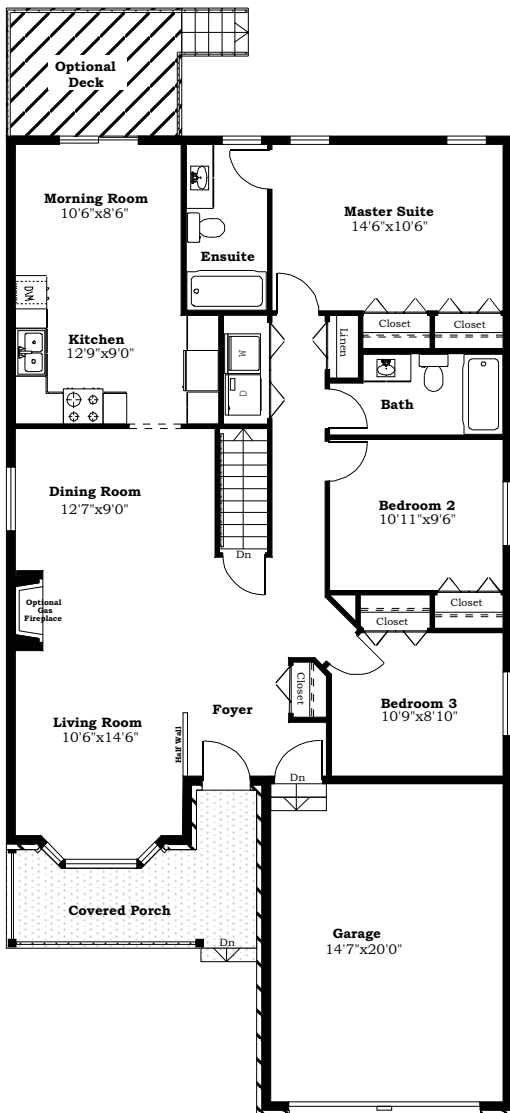 Optional
Deck
Morning Room
10'6"x8'6"
Master Suite
14'6"x10'6"
Ensuite
DW
Closet
Closet
Linen
Kitchen
12'9"x9'0"
W
D
Bath
Dining Room
12'7"x9'0"
Bedroom 2
10'11"x9'6"
Dn
Optional
Gas
Fireplace
Closet
Closet
Closet
Bedroom 3
10'9"x8'10"
Foyer
Living Room
10'6"x14'6"
Half Wall
Dn
Covered Porch
Dn
Garage
14'7"x20'0"